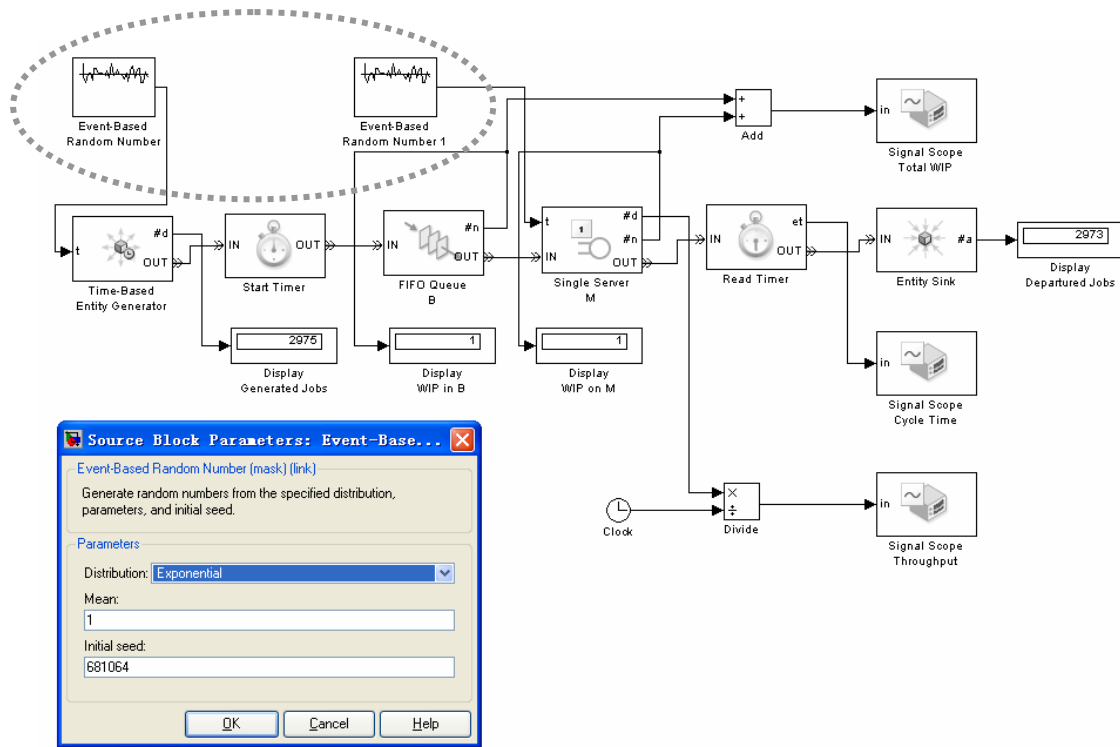 Event-Based
Random Number
Event-Based
Random Number 1
+
+
Add
in
Signal Scope
Total WIP
t
#d
OUT
Time-Based
Entity Generator
IN
OUT
Start Timer
IN
#n
OUT
FIFO Queue
B
t
IN
1
#d
#n
OUT
Single Server
M
IN
et
OUT
Read Timer
IN
#a
Entity Sink
2973
Display
Departured Jobs
2975
Display
Generated Jobs
1
Display
WIP in B
1
Display
WIP on M
in
Signal Scope
Cycle Time
Clock
×
÷
Divide
in
Signal Scope
Throughput
Source Block Parameters: Event-Base...
Event-Based Random Number (mask) (link)
Generate random numbers from the specified distribution,
parameters, and initial seed.
Parameters
Distribution: Exponential
Mean:
1
Initial seed:
681064
OK
Cancel
Help